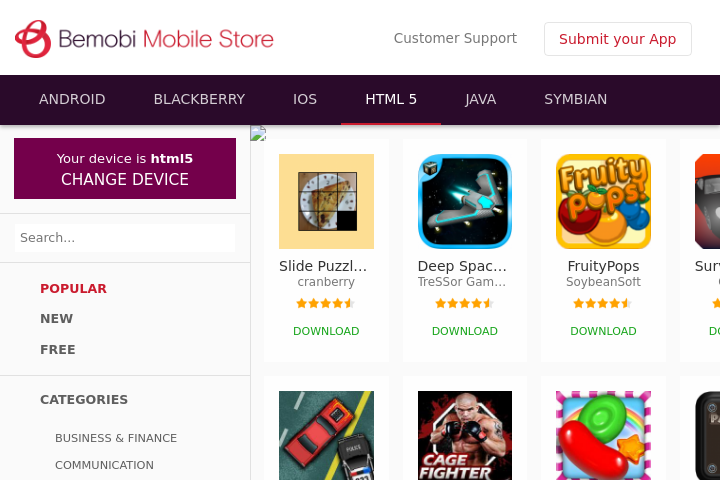 Bemobi Mobile Store
Customer Support
Submit your App
ANDROID
BLACKBERRY
IOS
HTML 5
JAVA
SYMBIAN
Your device is html5
CHANGE DEVICE
Search...
POPULAR
NEW
FREE
CATEGORIES
BUSINESS & FINANCE
COMMUNICATION
Slide Puzzl...
cranberry
DOWNLOAD
Deep Spac...
TreSSor Gam...
DOWNLOAD
Fruity
Pops!
FruityPops
SoybeanSoft
DOWNLOAD
POLICE
CAGE
FIGHTER